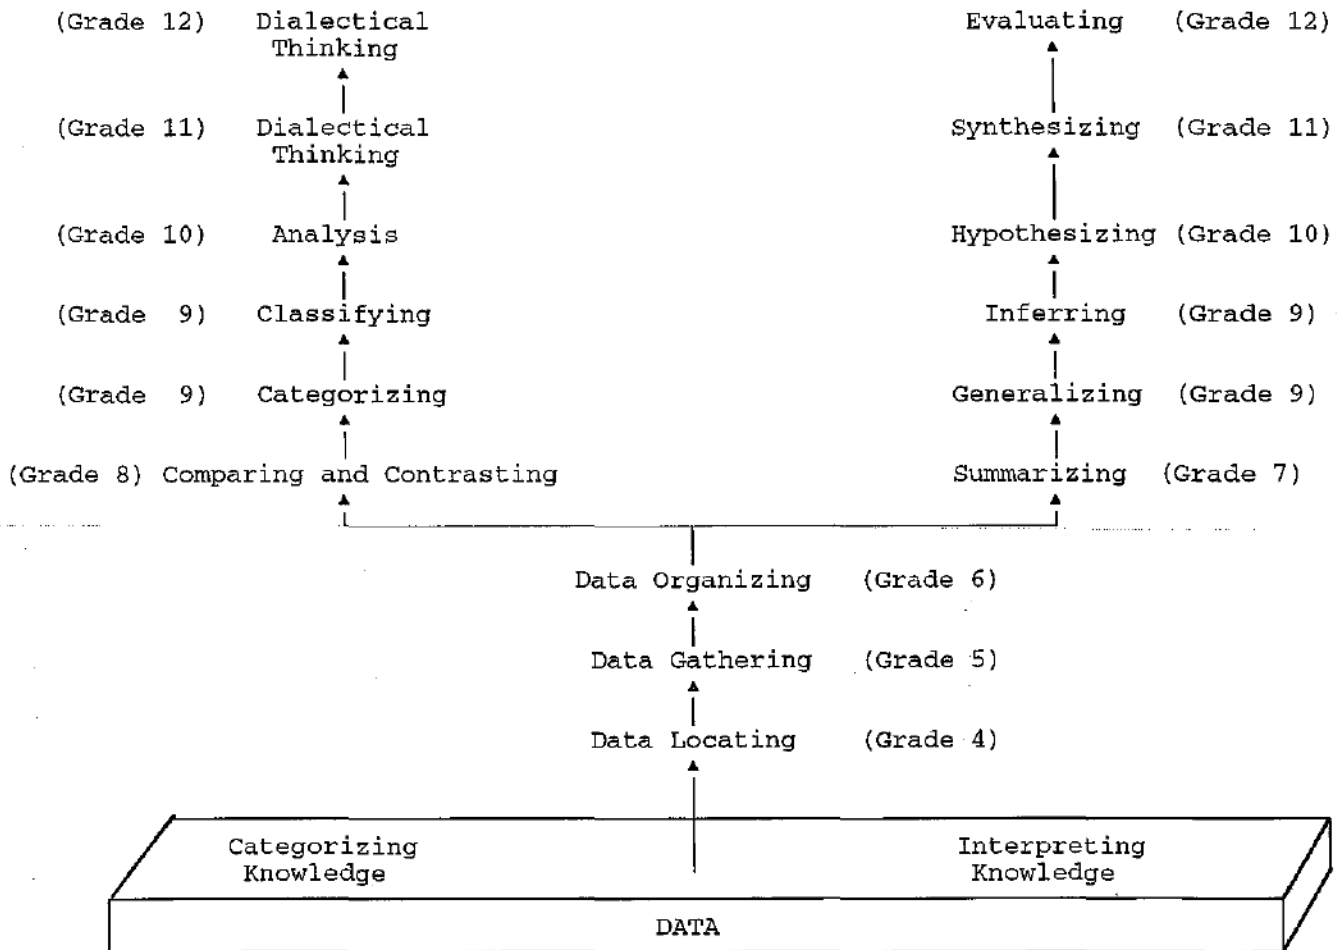 (Grade 12) Dialectical Thinking
Evaluating (Grade 12)
(Grade 11) Dialectical Thinking
Synthesizing (Grade 11)
(Grade 10) Analysis
Hypothesizing (Grade 10)
(Grade 9) Classifying
Inferring (Grade 9)
(Grade 9) Categorizing
Generalizing (Grade 9)
(Grade 8) Comparing and Contrasting
Summarizing (Grade 7)
Data Organizing (Grade 6)
Data Gathering (Grade 5)
Data Locating (Grade 4)
Categorizing
Knowledge
Interpreting
Knowledge
DATA